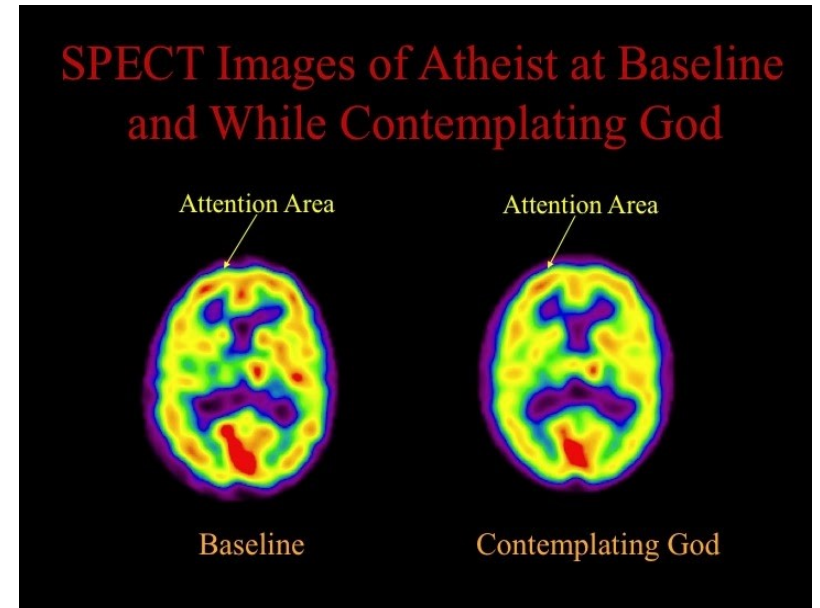 SPECT Images of Atheist at Baseline
and While Contemplating God
Attention Area
Attention Area
Baseline
Contemplating God